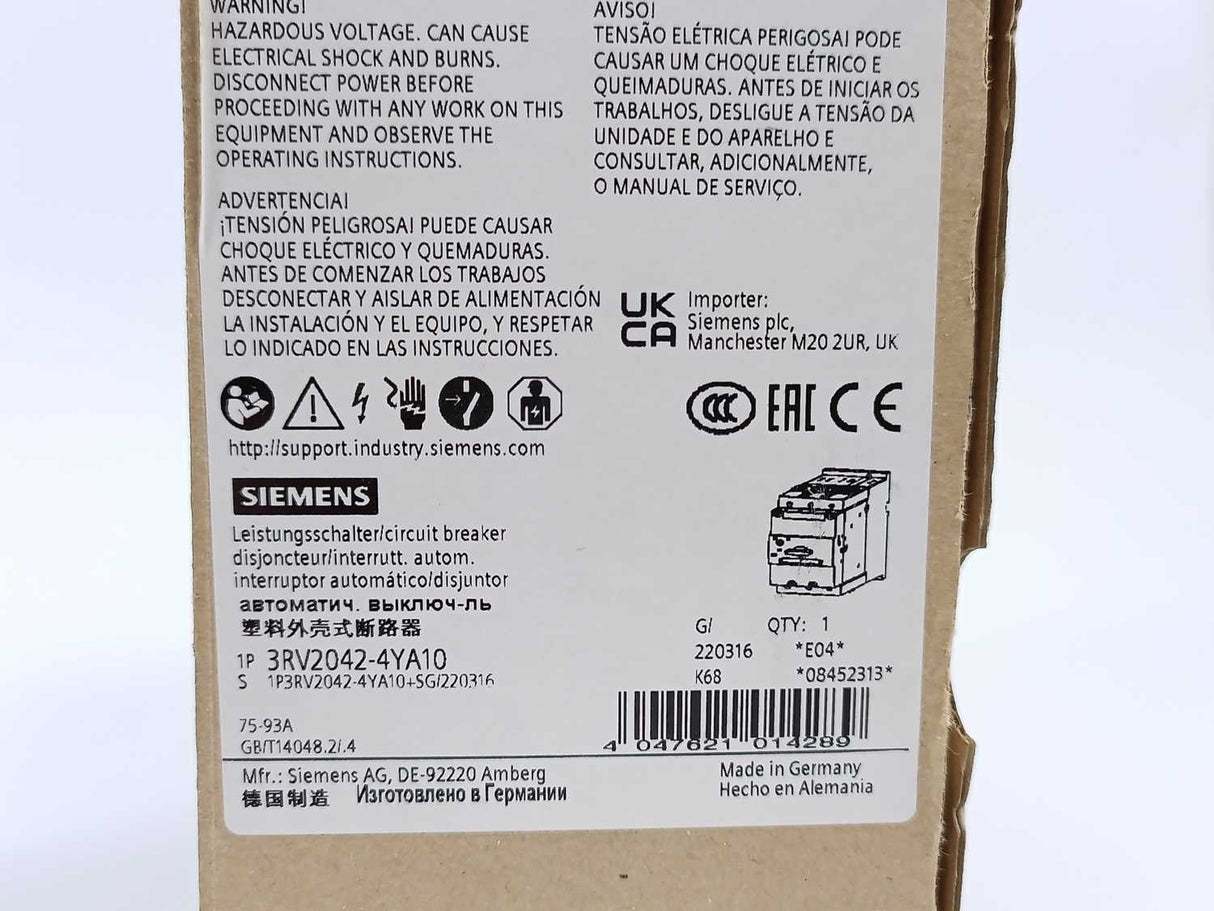 WARNING!
HAZARDOUS VOLTAGE. CAN CAUSE
ELECTRICAL SHOCK AND BURNS.
DISCONNECT POWER BEFORE
PROCEEDING WITH ANY WORK ON THIS
EQUIPMENT AND OBSERVE THE
OPERATING INSTRUCTIONS.
ADVERTENCIA!
¡TENSIÓN PELIGROSA! PUEDE CAUSAR
CHOQUE ELÉCTRICO Y QUEMADURAS.
ANTES DE COMENZAR LOS TRABAJOS
DESCONECTAR Y AISLAR DE ALIMENTACIÓN
LA INSTALACIÓN Y EL EQUIPO, Y RESPETAR
LO INDICADO EN LAS INSTRUCCIONES.
AVISO!
TENSÃO ELÉTRICA PERIGOSA! PODE
CAUSAR UM CHOQUE ELÉTRICO E
QUEIMADURAS. ANTES DE INICIAR OS
TRABALHOS, DESLIGUE A TENSÃO DA
UNIDADE E DO APARELHO E
CONSULTAR, ADICIONALMENTE,
O MANUAL DE SERVIÇO.
UK
CA
Importer:
Siemens plc,
Manchester M20 2UR, UK
CCC EAC CE
http://support.industry.siemens.com
SIEMENS
Leistungsschalter/circuit breaker
disjoncteur/interrutt. autom.
interruptor automático/disjuntor
автоматич. выключ-ль
塑料外壳式断路器
1P 3RV2042-4YA10
S 1P3RV2042-4YA10+SG/220316
G/ QTY: 1
220316 *E04*
K68 *08452313*
4 047621 014289
75-93A
GB/T14048.2/.4
Mfr.: Siemens AG, DE-92220 Amberg
德国制造 Изготовлено в Германии
Made in Germany
Hecho en Alemania